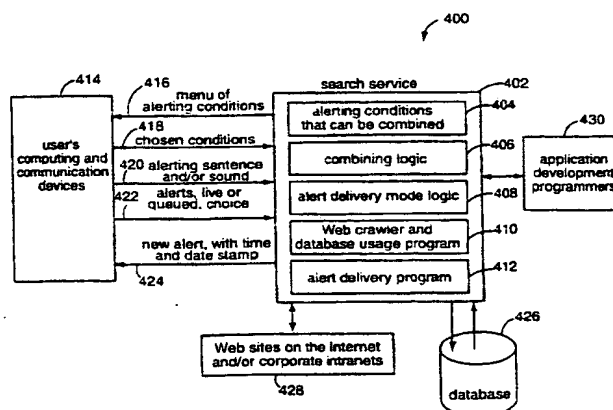 400
414
416
menu of
alerting conditions
418
chosen conditions
420
alerting sentence
and/or sound
422
alerts, live or
queued, choice
new alert, with time
and date stamp
424
user's
computing and
communication
devices
search service
402
alerting conditions
that can be combined
404
combining logic
406
alert delivery mode logic
408
Web crawler and
database usage program
410
alert delivery program
412
430
application
development
programmers
Web sites on the Internet
and/or corporate intranets
428
426
database